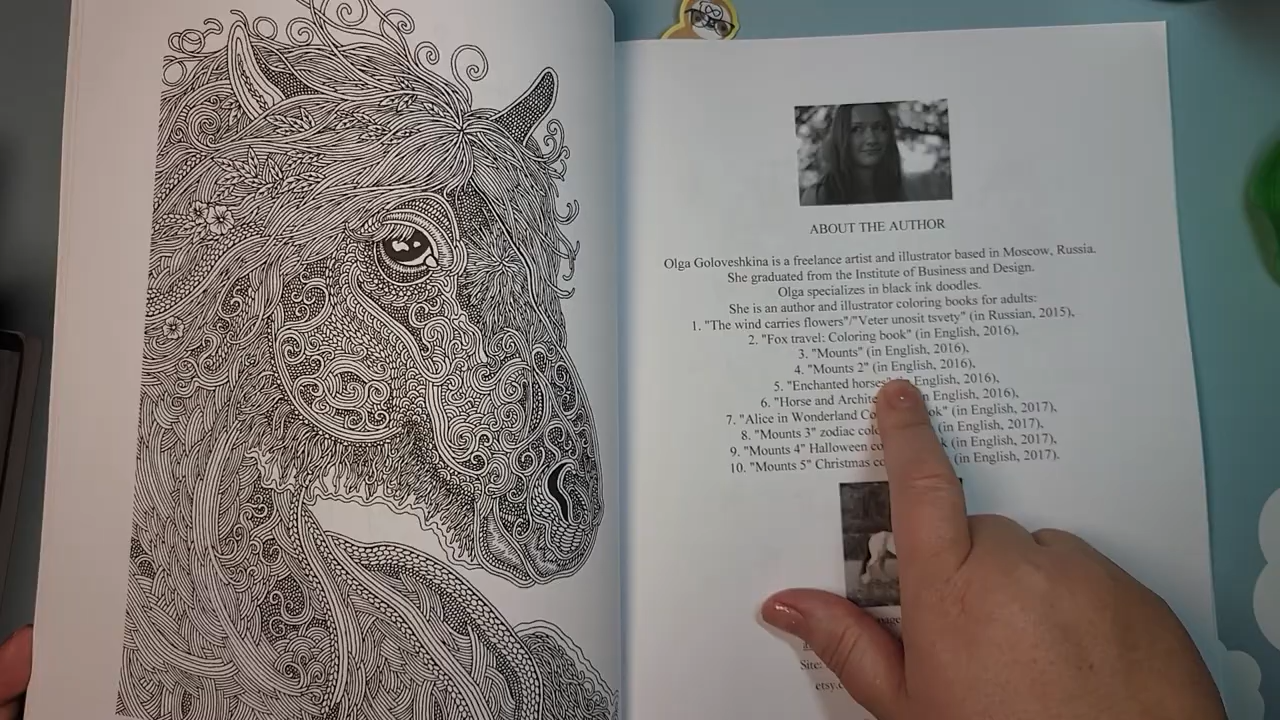 ABOUT THE AUTHOR
Olga Goloveshkina is a freelance artist and illustrator based in Moscow, Russia.
She graduated from the Institute of Business and Design.
Olga specializes in black ink doodles.
She is an author and illustrator coloring books for adults:
1. "The wind carries flowers"/"Veter unosit tsvety" (in Russian, 2015),
2. "Fox travel: Coloring book" (in English, 2016),
3. "Mounts" (in English, 2016),
4. "Mounts 2" (in English, 2016),
5. "Enchanted horses" English, 2016),
6. "Horse and English, 2016),
7. "Alice in Wonderland (in English, 2017),
8. "Mounts 3" zodiac (in English, 2017),
9. "Mounts 4" Halloween (in English, 2017),
10. "Mounts 5" Christmas (in English, 2017).
Site: